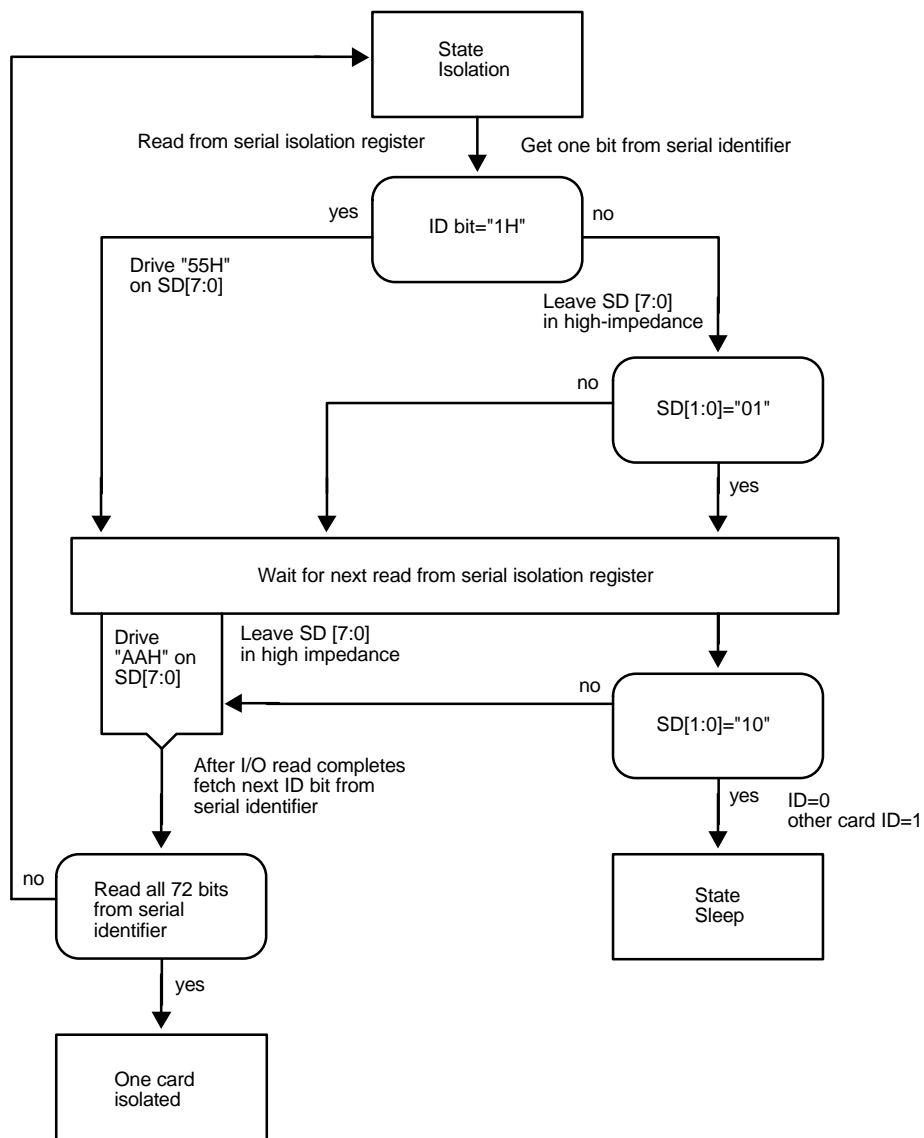 State
Isolation
Read from serial isolation register
Get one bit from serial identifier
yes
ID bit="1H"
no
Drive "55H"
on SD[7:0]
Leave SD [7:0]
in high-impedance
no
SD[1:0]="01"
yes
Wait for next read from serial isolation register
Drive
"AAH" on
SD[7:0]
Leave SD [7:0]
in high impedance
no
SD[1:0]="10"
After I/O read completes
fetch next ID bit from
serial identifier
yes
ID=0
other card ID=1
no
Read all 72 bits
from serial
identifier
State
Sleep
yes
One card
isolated